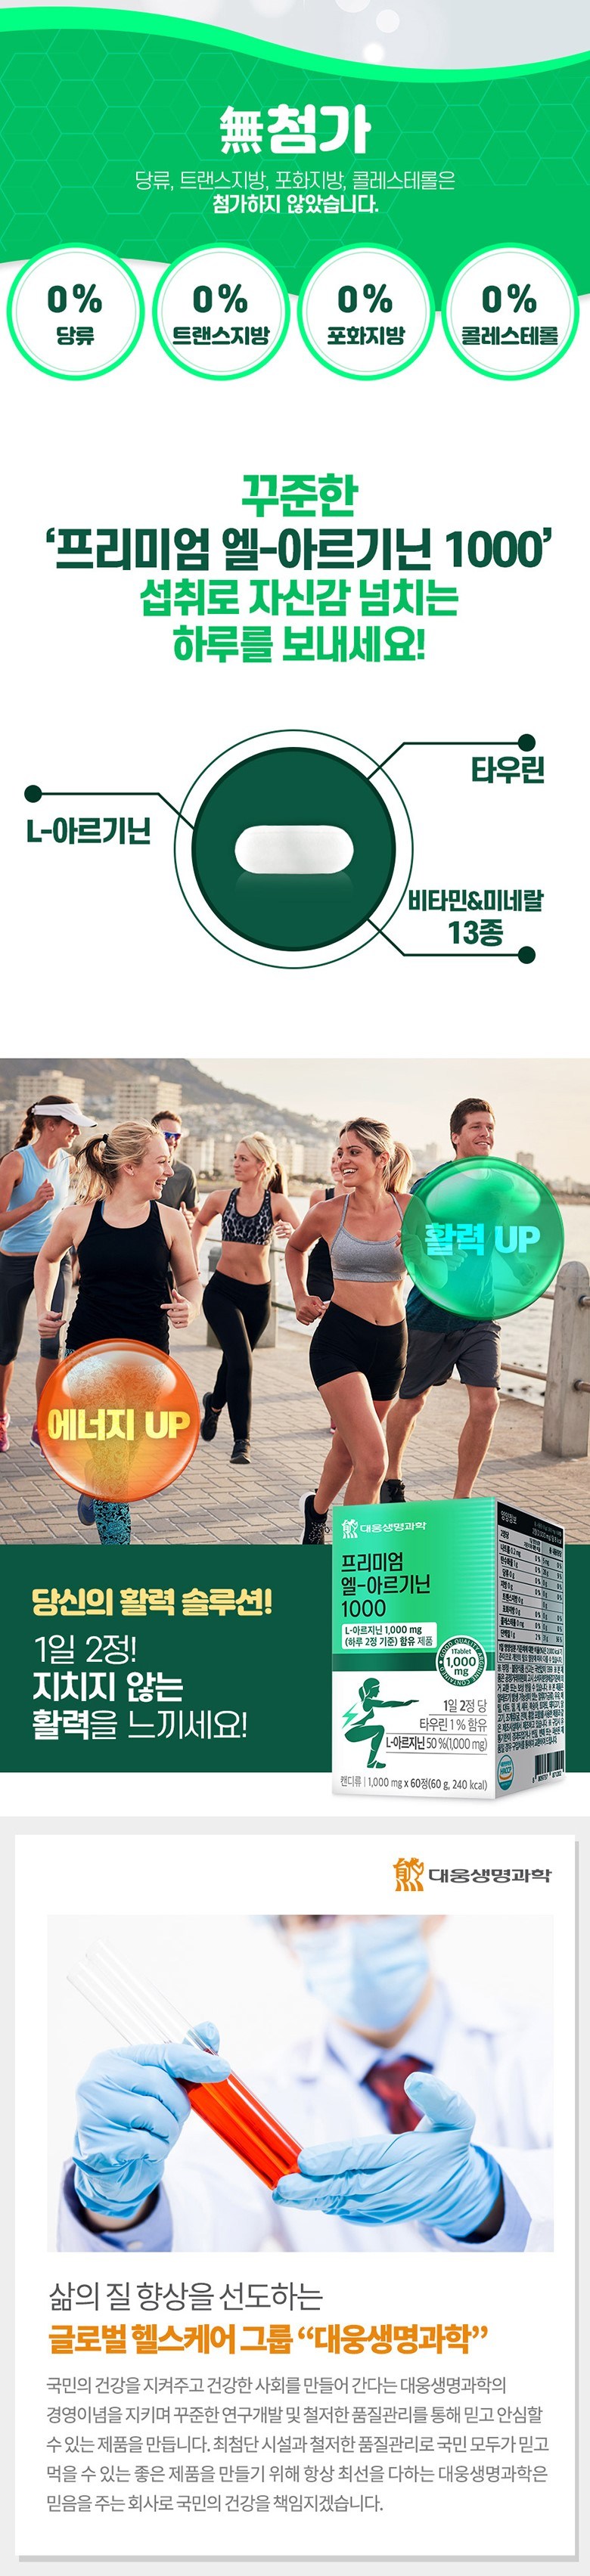 無첨가
당류, 트랜스지방, 포화지방, 콜레스테롤은
첨가하지 않았습니다.
0% 0% 0% 0%
당류 트랜스지방 포화지방 콜레스테롤
꾸준한
‘프리미엄 엘-아르기닌 1000’
섭취로 자신감 넘치는
하루를 보내세요!
타우린
L-아르기닌
비타민&미네랄
13종
활력 UP
에너지 UP
당신의 활력 솔루션!
1일 2정!
지치지 않는
활력을 느끼세요!
대웅생명과학
프리미엄
엘-아르기닌
1000
L-아르기닌 1,000 mg
(하루 2정 기준) 함유 제품
1Tablet
1,000
mg
1일 2정 당
타우린 1 % 함유
L-아르지닌 50 %(1,000 mg)
캔디류 | 1,000 mg x 60정(60 g, 240 kcal)
영양정보
HACCP
대웅생명과학
삶의 질 향상을 선도하는
글로벌 헬스케어 그룹 “대웅생명과학”
국민의 건강을 지켜주고 건강한 사회를 만들어 간다는 대웅생명과학의
경영이념을 지키며 꾸준한 연구개발 및 철저한 품질관리를 통해 믿고 안심할
수 있는 제품을 만듭니다. 최첨단 시설과 철저한 품질관리로 국민 모두가 믿고
먹을 수 있는 좋은 제품을 만들기 위해 항상 최선을 다하는 대웅생명과학은
믿음을 주는 회사로 국민의 건강을 책임지겠습니다.